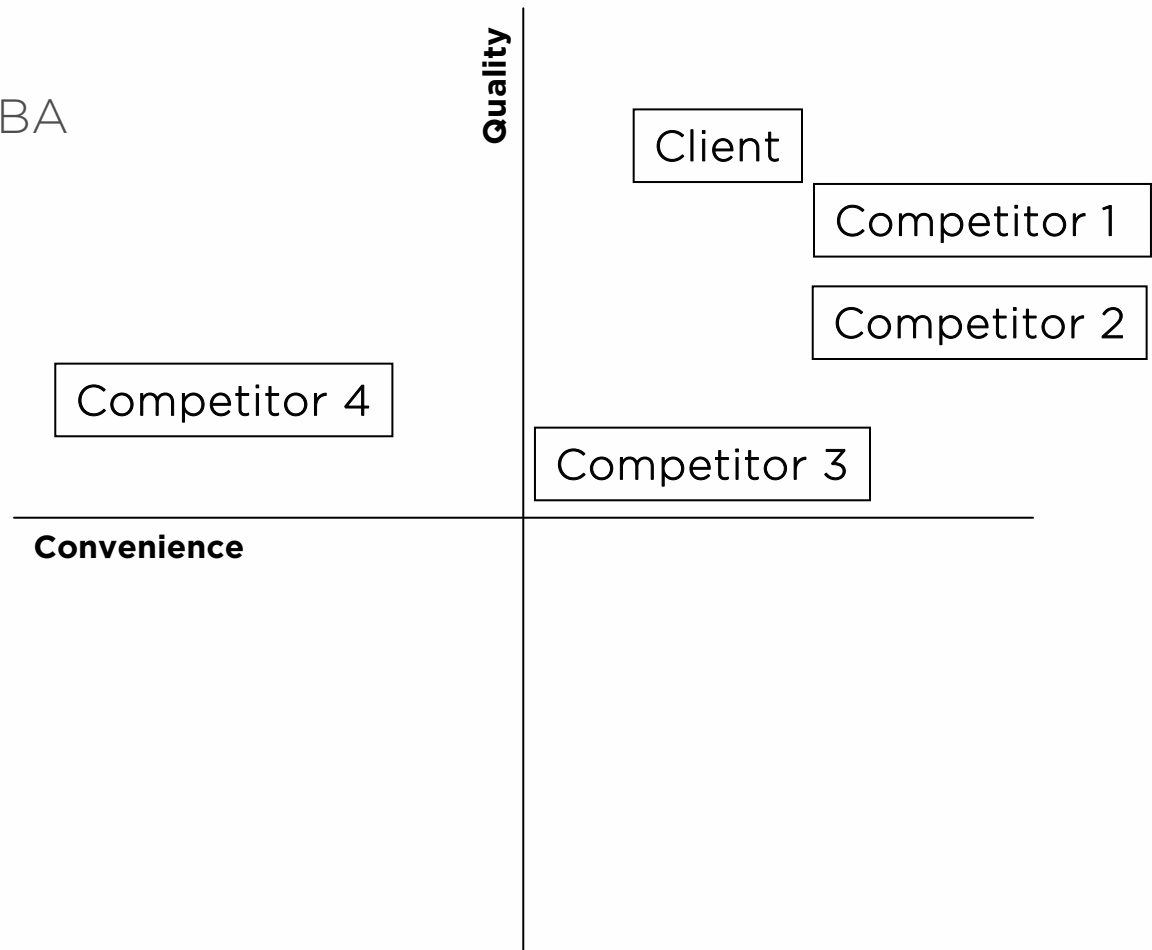 Quality
BA
Client
Competitor 1
Competitor 2
Competitor 4
Competitor 3
Convenience